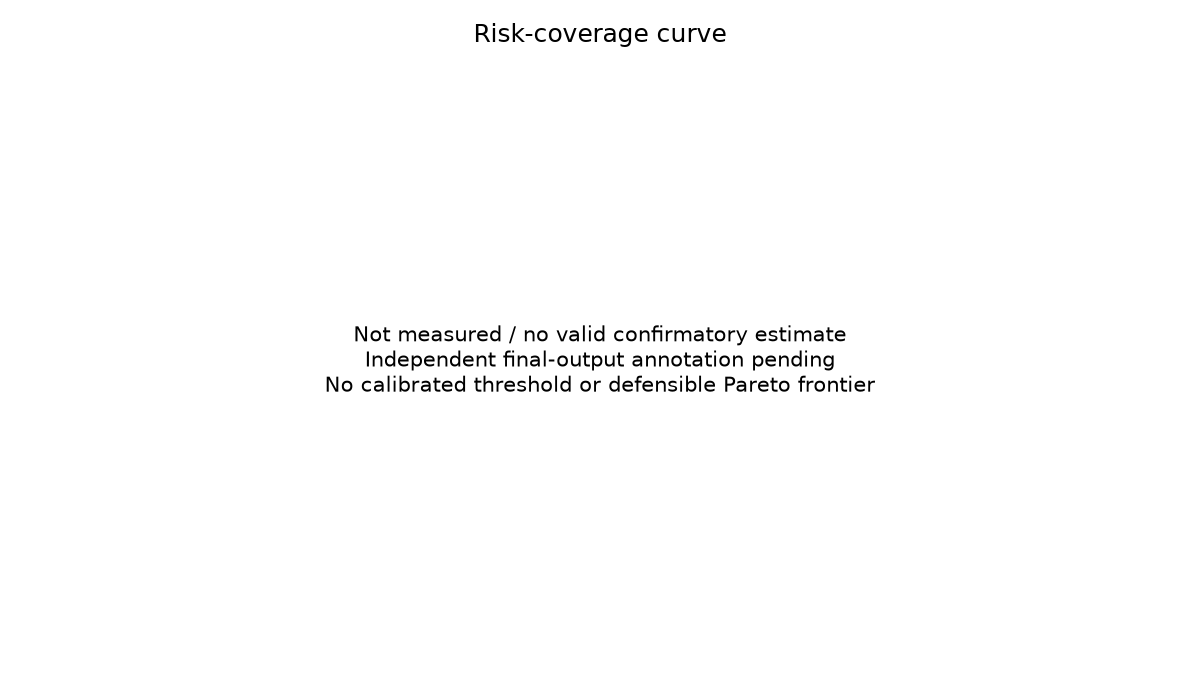 Risk-coverage curve
Not measured / no valid confirmatory estimate
Independent final-output annotation pending
No calibrated threshold or defensible Pareto frontier